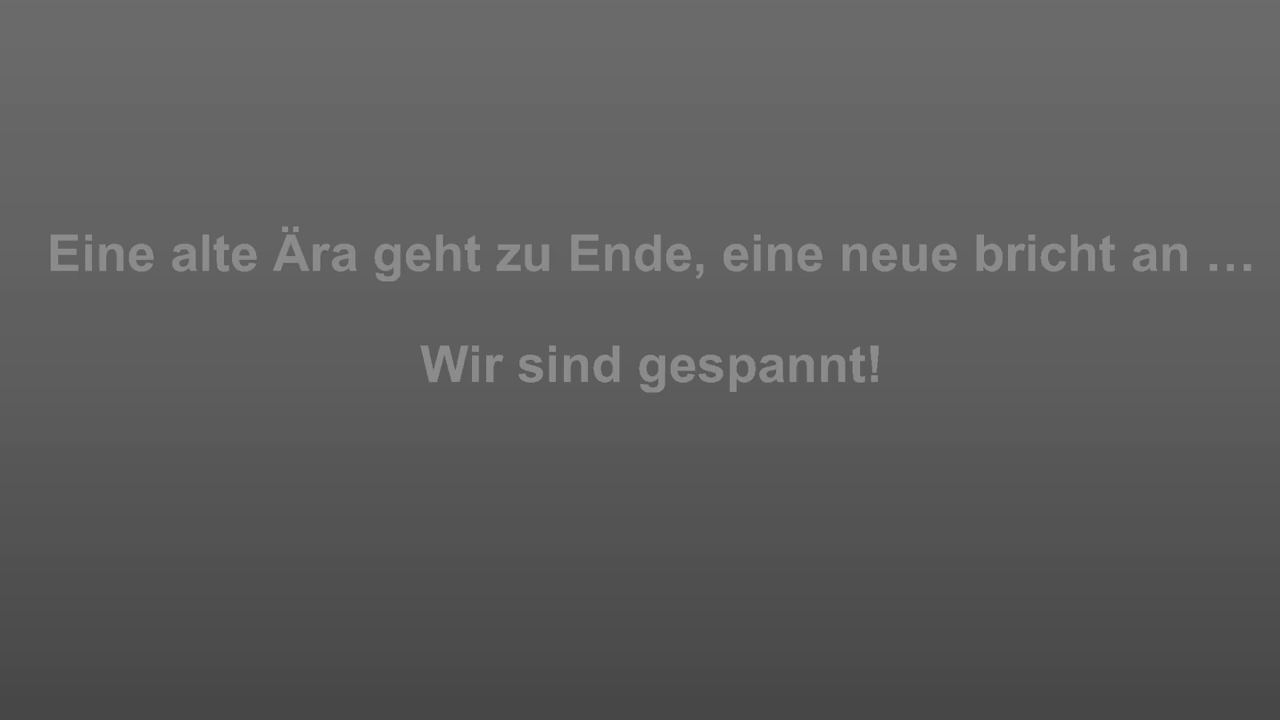 Eine alte Ära geht zu Ende, eine neue bricht an …
Wir sind gespannt!